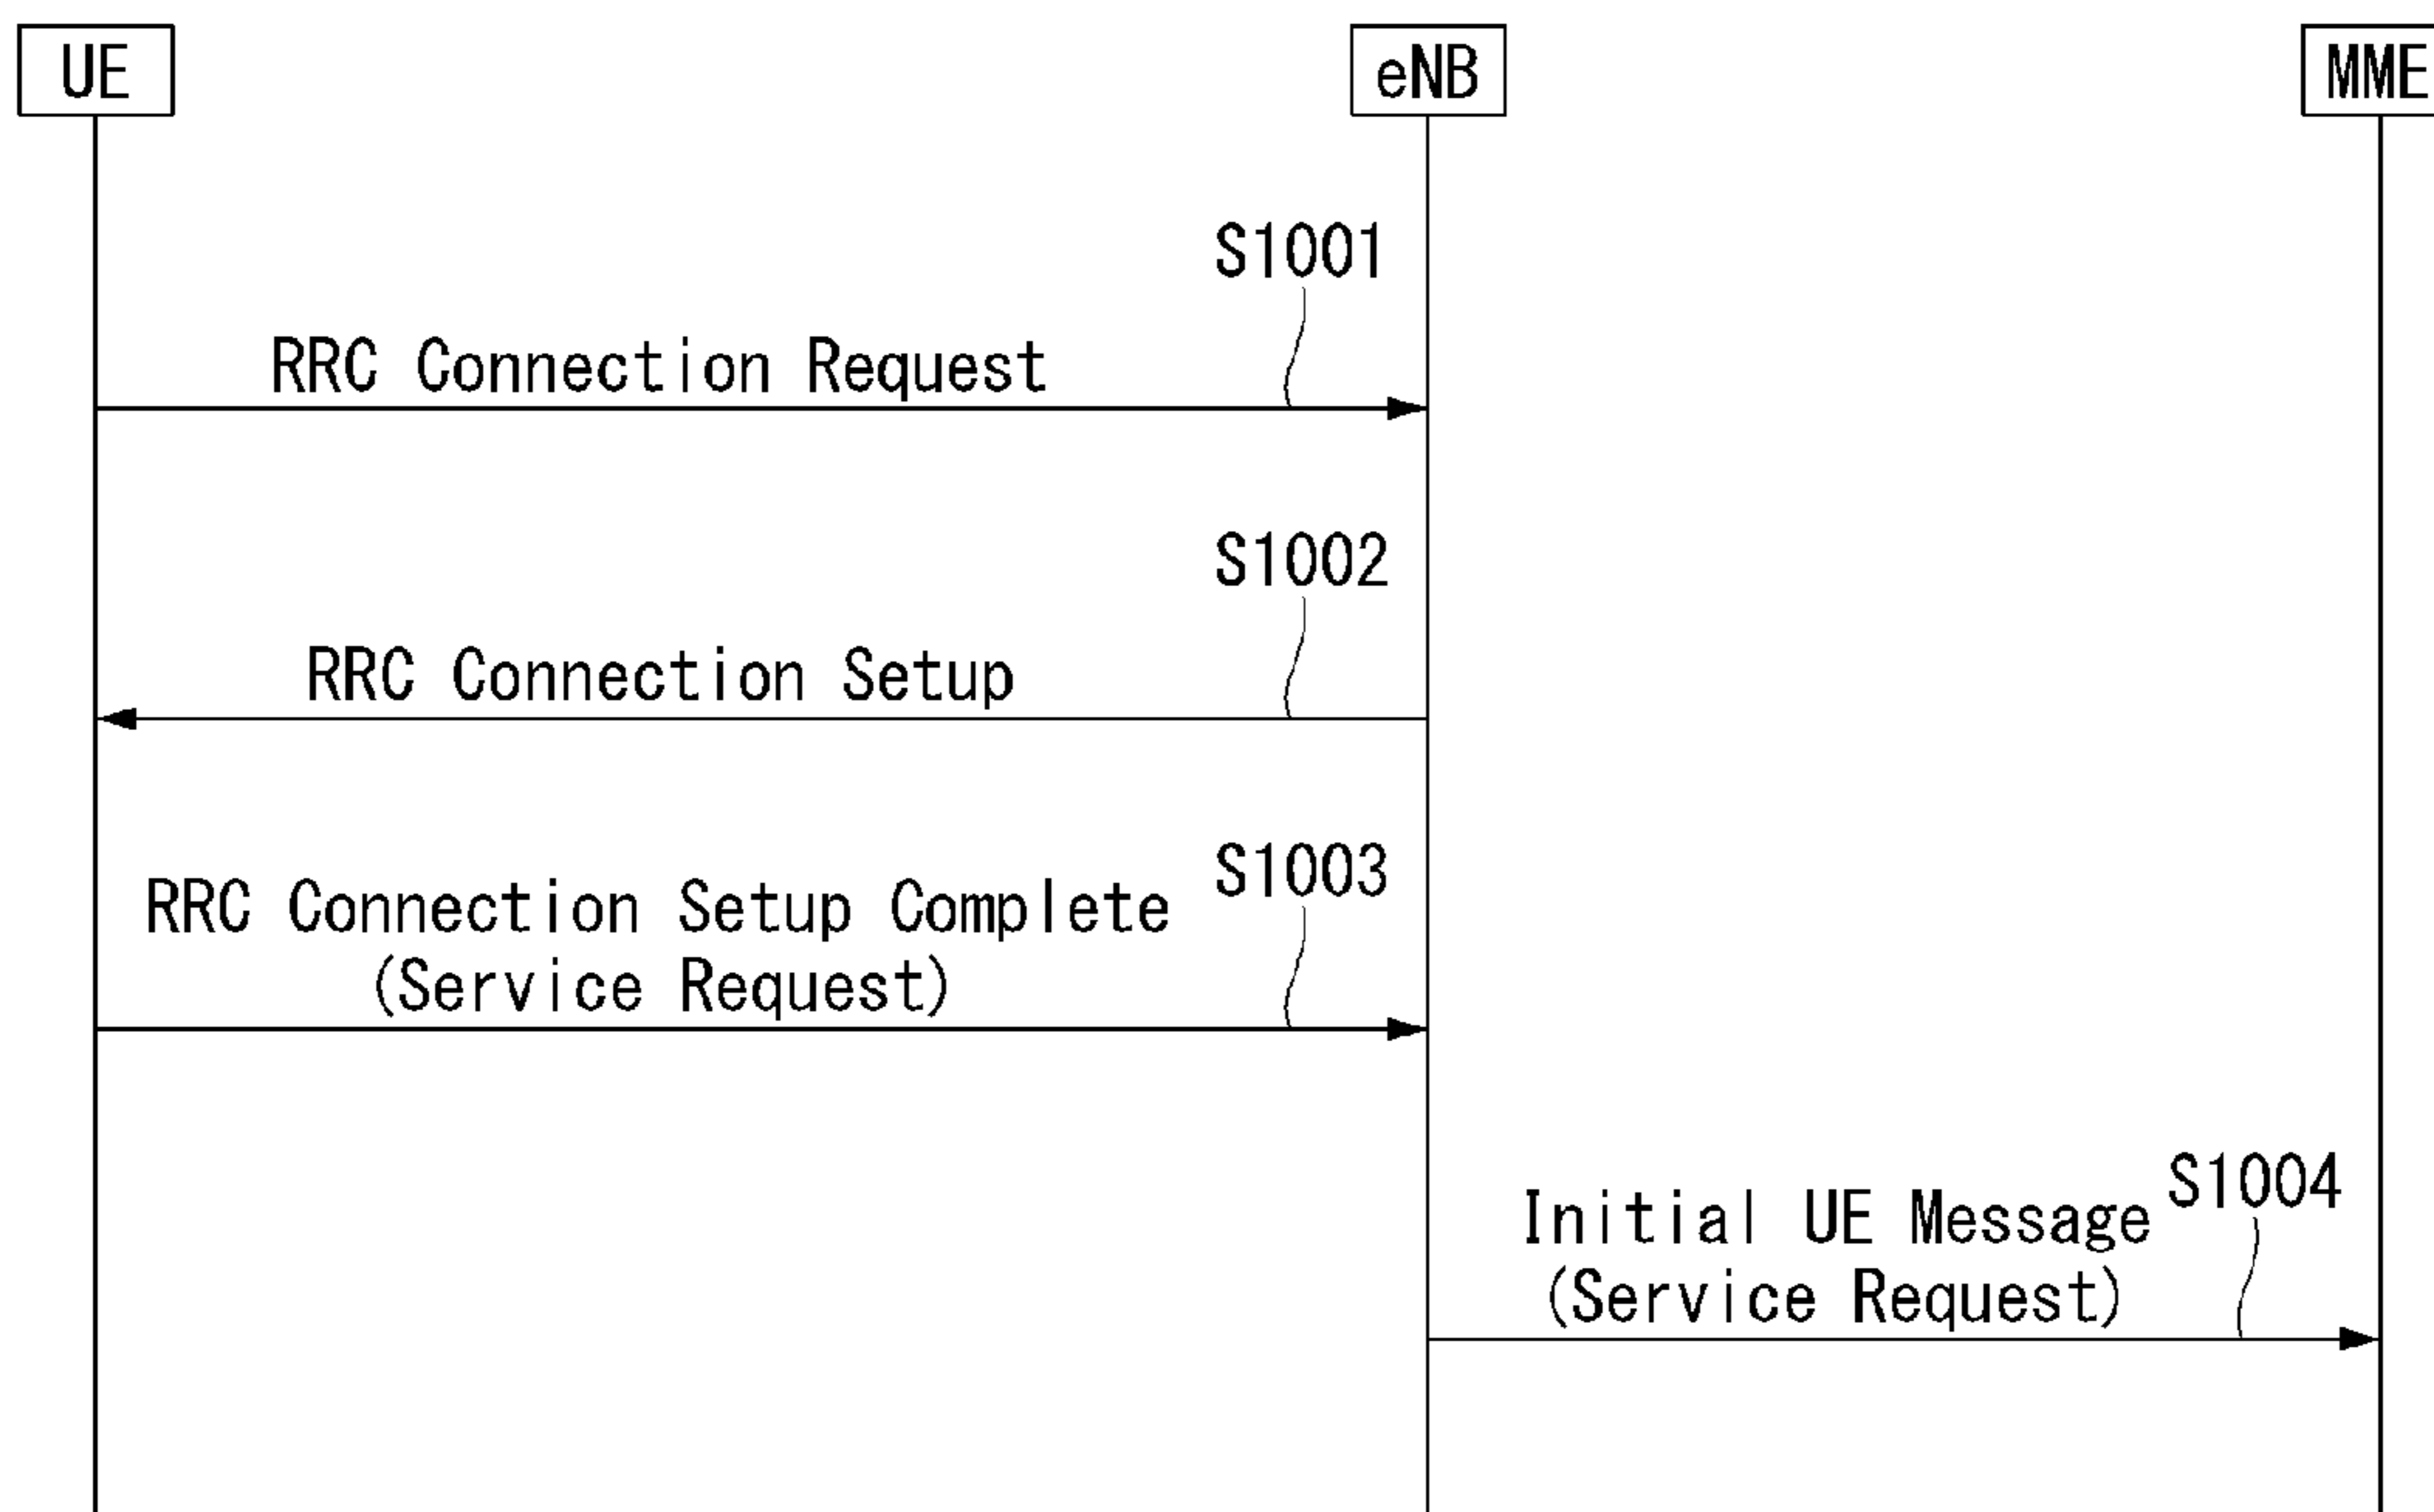 UE
eNB
MME
S1001
RRC Connection Request
S1002
RRC Connection Setup
S1003
RRC Connection Setup Complete
(Service Request)
S1004
Initial UE Message
(Service Request)